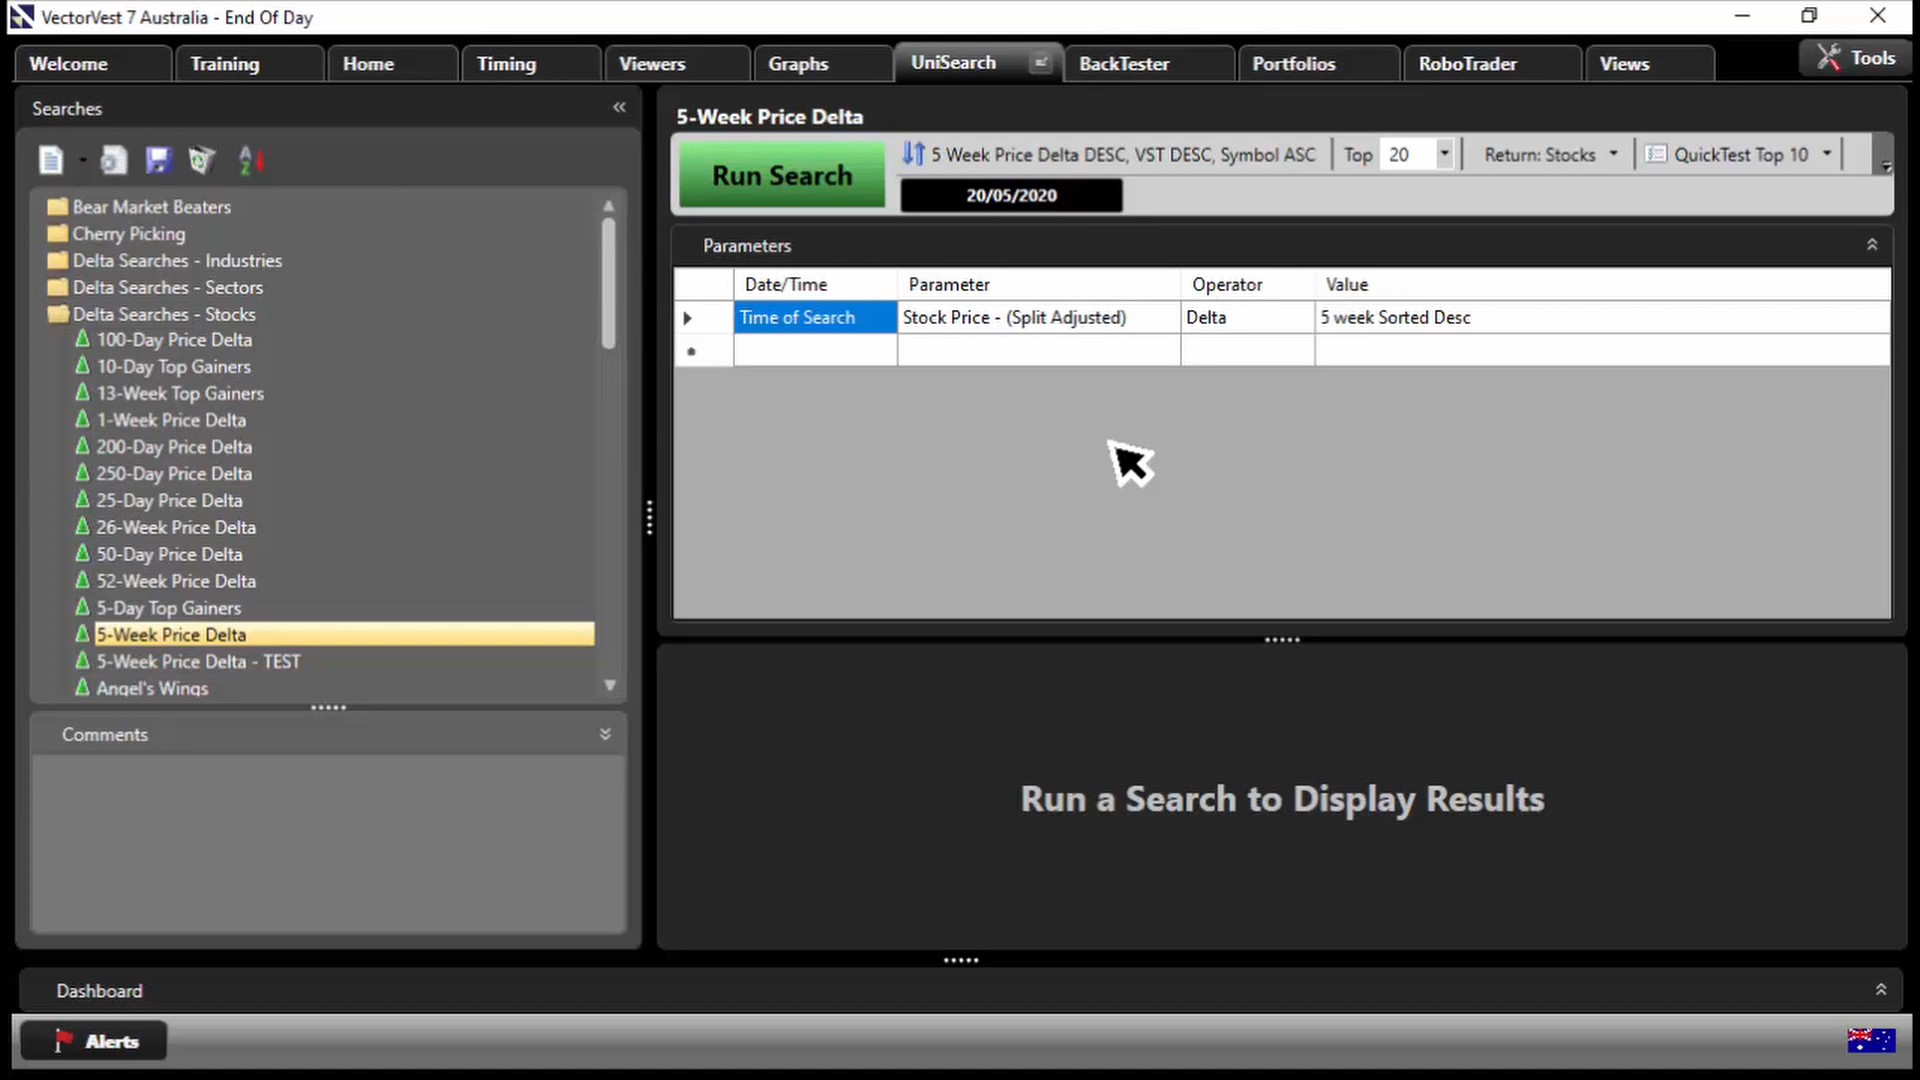 VectorVest 7 Australia - End Of Day
Welcome
Training
Home
Timing
Viewers
Graphs
UniSearch
BackTester
Portfolios
RoboTrader
Views
Tools
Searches
Bear Market Beaters
Cherry Picking
Delta Searches - Industries
Delta Searches - Sectors
Delta Searches - Stocks
100-Day Price Delta
10-Day Top Gainers
13-Week Top Gainers
1-Week Price Delta
200-Day Price Delta
250-Day Price Delta
25-Day Price Delta
26-Week Price Delta
50-Day Price Delta
52-Week Price Delta
5-Day Top Gainers
5-Week Price Delta
5-Week Price Delta - TEST
Angel's Wings
Comments
5-Week Price Delta
Run Search
5 Week Price Delta DESC, VST DESC, Symbol ASC
Top 20
Return: Stocks
QuickTest Top 10
20/05/2020
Parameters
Date/Time Parameter Operator Value
Time of Search Stock Price - (Split Adjusted) Delta 5 week Sorted Desc
Run a Search to Display Results
Dashboard
Alerts